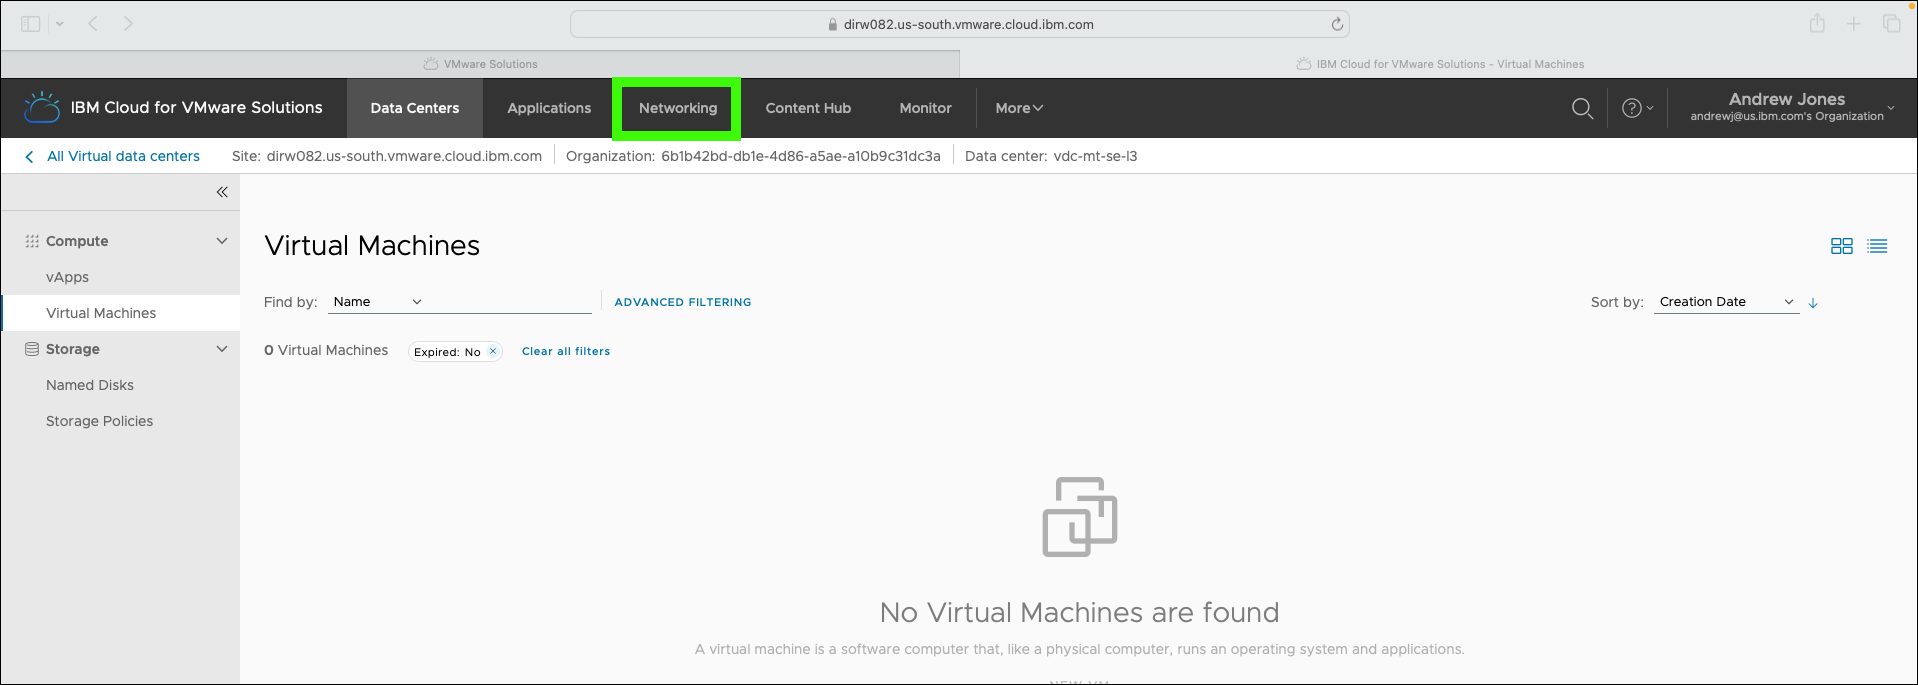 dirw082.us-south.vmware.cloud.ibm.com
VMware Solutions
IBM Cloud for VMware Solutions - Virtual Machines
IBM Cloud for VMware Solutions
Data Centers
Applications
Networking
Content Hub
Monitor
More
Andrew Jones
andrewj@us.ibm.com's Organization
All Virtual data centers
Site: dirw082.us-south.vmware.cloud.ibm.com
Organization: 6b1b42bd-db1e-4d86-a5ae-a10b9c31dc3a
Data center: vdc-mt-se-l3
Compute
vApps
Virtual Machines
Storage
Named Disks
Storage Policies
Virtual Machines
Find by: Name
ADVANCED FILTERING
Sort by: Creation Date
0 Virtual Machines
Expired: No
Clear all filters
No Virtual Machines are found
A virtual machine is a software computer that, like a physical computer, runs an operating system and applications.
NEW VM